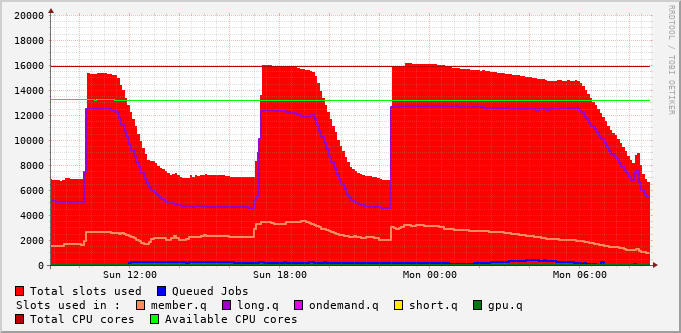 20000
18000
16000
14000
12000
10000
8000
6000
4000
2000
0
Sun 12:00 Sun 18:00 Mon 00:00 Mon 06:00
Total slots used Queued Jobs
Slots used in : member.q long.q ondemand.q short.q gpu.q
Total CPU cores Available CPU cores
RRDTOOL / TOBI OETIKER